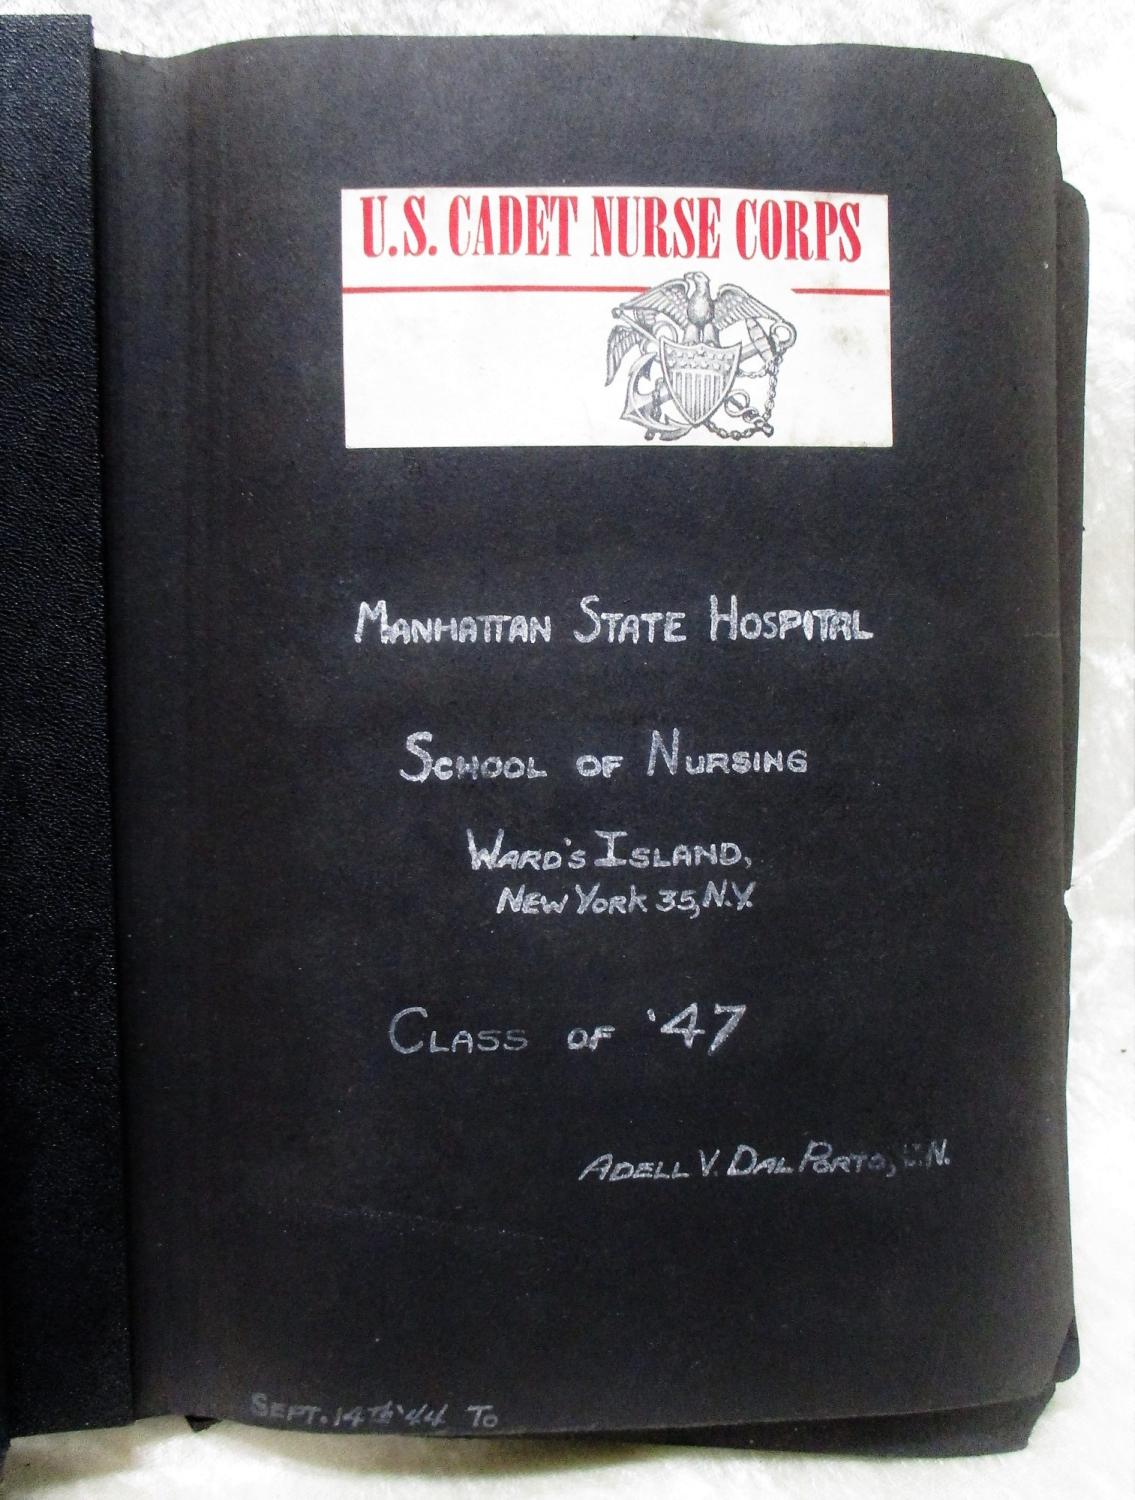 U.S. CADET NURSE CORPS
MANHATTAN STATE HOSPITAL
SCHOOL OF NURSING
WARD'S ISLAND,
NEW YORK 35, N.Y.
CLASS OF '47
ADELL V. DAL PORTO,
SEPT. 14TH '44 TO